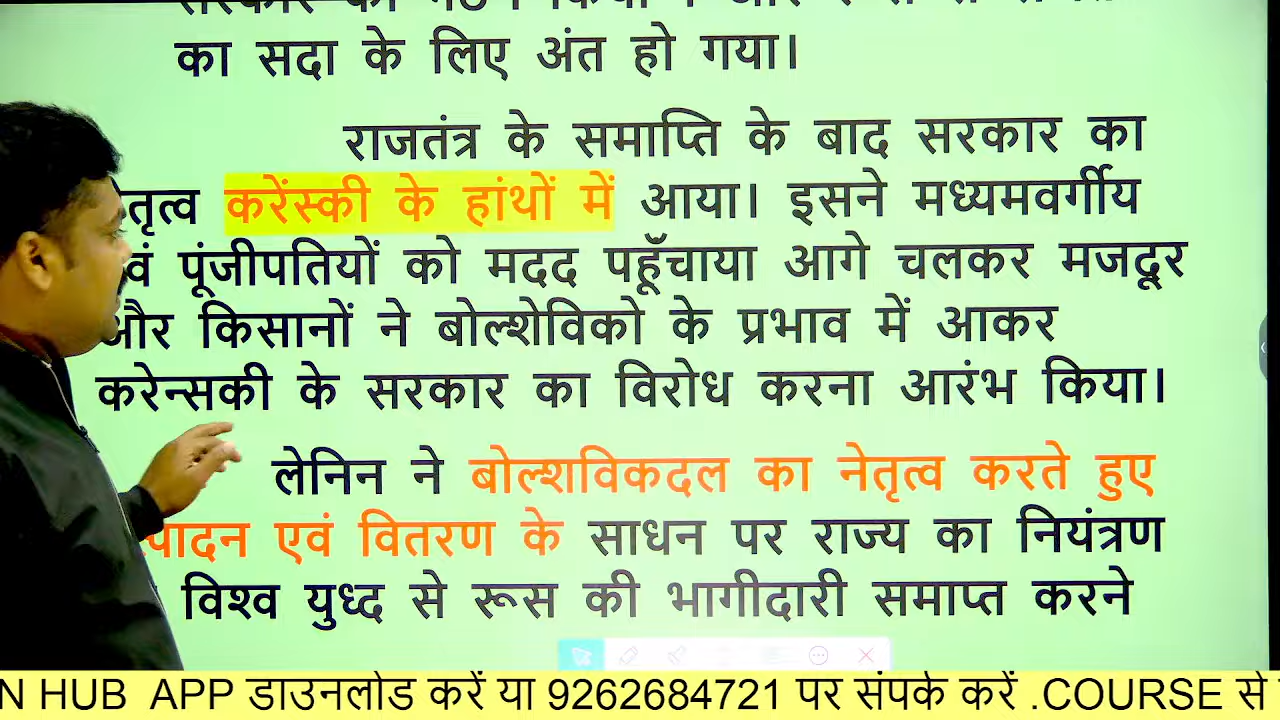 का सदा के लिए अंत हो गया।
राजतंत्र के समाप्ति के बाद सरकार का
करेंस्की के हांथों में आया। इसने मध्यमवर्गीय
पूंजीपतियों को मदद पहूँचाया आगे चलकर मजदूर
और किसानों ने बोल्शेविको के प्रभाव में आकर
करेन्सकी के सरकार का विरोध करना आरंभ किया।
लेनिन ने बोल्शविकदल का नेतृत्व करते हुए
एवं वितरण के साधन पर राज्य का नियंत्रण
विश्व युध्द से रूस की भागीदारी समाप्त करने
N HUB APP डाउनलोड करें या 9262684721 पर संपर्क करें .COURSE से